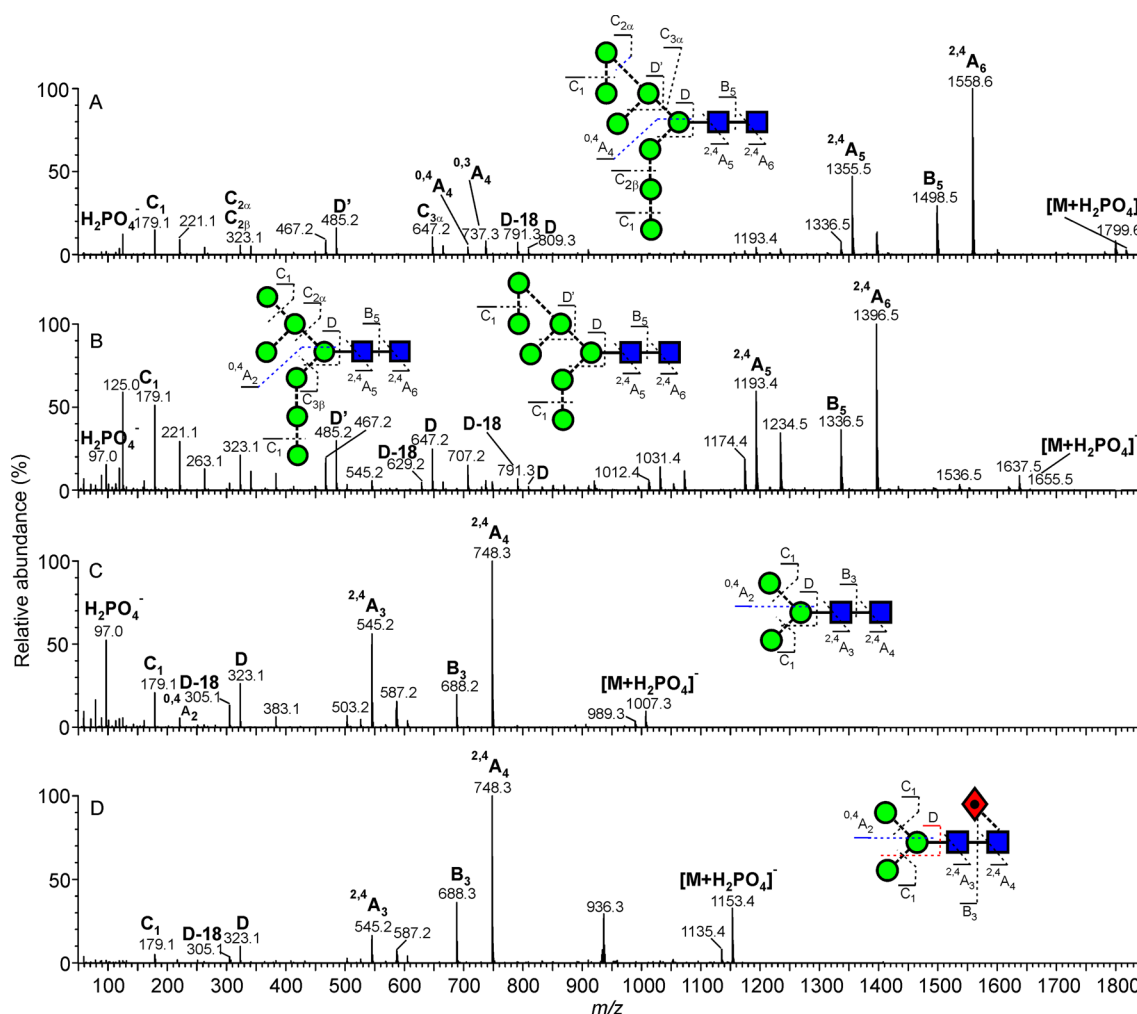 Relative abundance (%)
A
100
50
0
H₂PO₄⁻
C₁
179.1
221.1
C₂α
C₂β
323.1
467.2
D'
485.2
C₃α
647.2
⁰,⁴A₄
⁰,³A₄
737.3
D-18
791.3
D
809.3
1193.4
1336.5
²,⁴A₅
1355.5
B₅
1498.5
²,⁴A₆
1558.6
[M+H₂PO₄]⁻
1799.6
C₂α
C₃α
D'
C₁
D
B₅
⁰,⁴A₄
²,⁴A₅
²,⁴A₆
C₂β
C₁
B
100
50
0
H₂PO₄⁻
97.0
125.0
C₁
179.1
221.1
263.1
323.1
D'
485.2
467.2
545.2
D-18
629.2
D
647.2
707.2
D-18
791.3
D
1012.4
1031.4
1174.4
²,⁴A₅
1193.4
1234.5
B₅
1336.5
²,⁴A₆
1396.5
1536.5
1637.5
[M+H₂PO₄]⁻
1655.5
C₁
C₂α
D
B₅
⁰,⁴A₂
²,⁴A₅
²,⁴A₆
C₃β
C₁
D'
C₁
D
B₅
²,⁴A₅
²,⁴A₆
C₁
C
100
50
0
H₂PO₄⁻
97.0
C₁
179.1
D-18
305.1
⁰,⁴
A₂
D
323.1
383.1
503.2
²,⁴A₃
545.2
587.2
B₃
688.2
²,⁴A₄
748.3
989.3
[M+H₂PO₄]⁻
1007.3
C₁
⁰,⁴A₂
D
B₃
²,⁴A₃
²,⁴A₄
C₁
D
100
50
0
C₁
179.1
D-18
305.1
D
323.1
²,⁴A₃
545.2
587.2
B₃
688.3
²,⁴A₄
748.3
936.3
1135.4
[M+H₂PO₄]⁻
1153.4
C₁
⁰,⁴A₂
D
²,⁴A₃
²,⁴A₄
C₁
B₃
100 200 300 400 500 600 700 800 900 1000 1100 1200 1300 1400 1500 1600 1700 1800
m/z